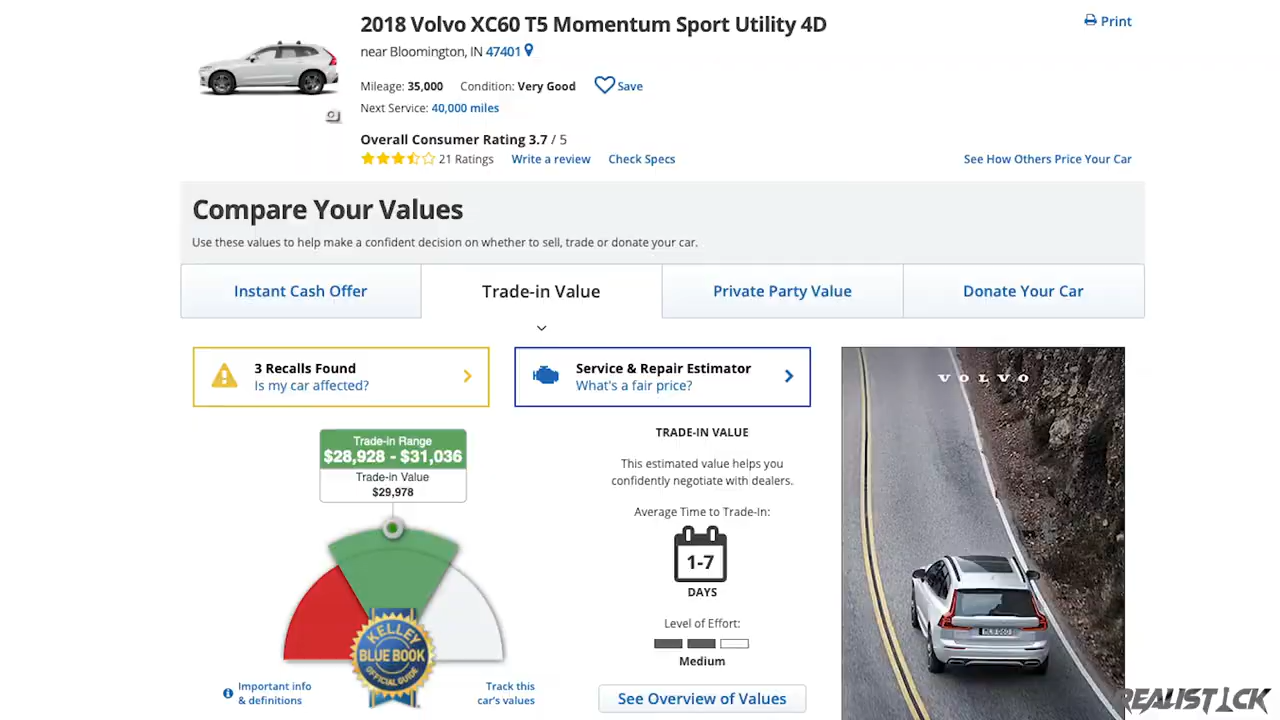 2018 Volvo XC60 T5 Momentum Sport Utility 4D
Print
near Bloomington, IN 47401
Mileage: 35,000 Condition: Very Good Save
Next Service: 40,000 miles
Overall Consumer Rating 3.7 / 5
21 Ratings Write a review Check Specs
See How Others Price Your Car
Compare Your Values
Use these values to help make a confident decision on whether to sell, trade or donate your car.
Instant Cash Offer
Trade-in Value
Private Party Value
Donate Your Car
3 Recalls Found
Is my car affected?
Service & Repair Estimator
What's a fair price?
VOLVO
Trade-in Range
$28,928 - $31,036
Trade-in Value
$29,978
KELLEY
BLUE BOOK
OFFICIAL GUIDE
Important info
& definitions
Track this
car's values
TRADE-IN VALUE
This estimated value helps you
confidently negotiate with dealers.
Average Time to Trade-In:
1-7
DAYS
Level of Effort:
Medium
See Overview of Values
REALIST1CK